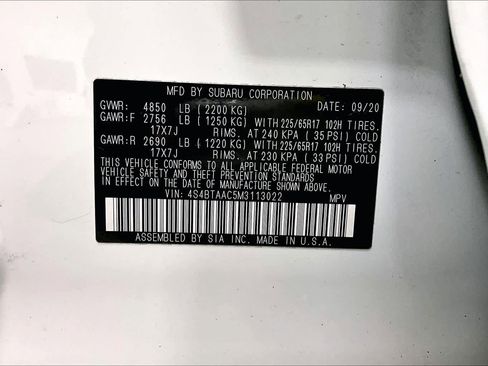 MFD BY SUBARU CORPORATION
GVWR: 4850 LB ( 2200 KG) DATE: 09/20
GAWR:F 2756 LB ( 1250 KG) WITH 225/65R17 102H TIRES.
17X7J RIMS. AT 240 KPA ( 35 PSI) COLD
GAWR:R 2690 LB ( 1220 KG) WITH 225/65R17 102H TIRES.
17X7J RIMS. AT 230 KPA ( 33 PSI) COLD
THIS VEHICLE CONFORMS TO ALL APPLICABLE FEDERAL MOTOR
VEHICLE SAFETY AND THEFT PREVENTION STANDARDS IN EFFECT
ON THE DATE OF MANUFACTURE SHOWN ABOVE.
VIN: 4S4BTAAC5M3113022 MPV
ASSEMBLED BY SIA INC. MADE IN U.S.A.